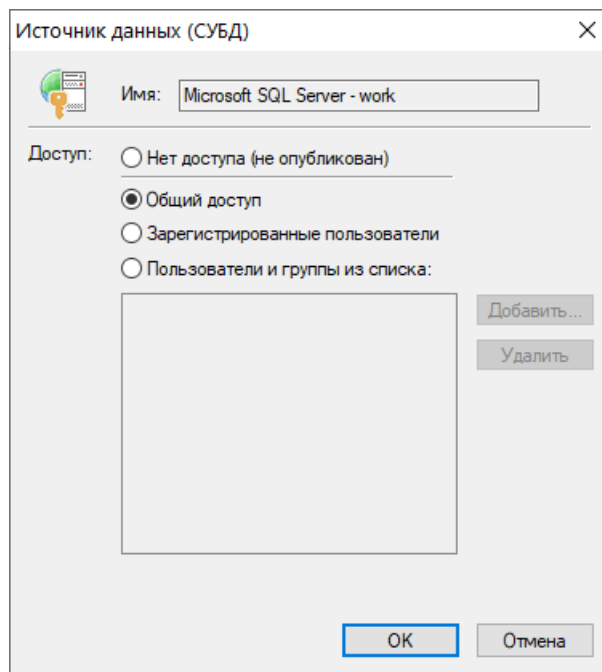 Источник данных (СУБД)
Имя: Microsoft SQL Server - work
Доступ: Нет доступа (не опубликован)
Общий доступ
Зарегистрированные пользователи
Пользователи и группы из списка:
Добавить...
Удалить
OK Отмена